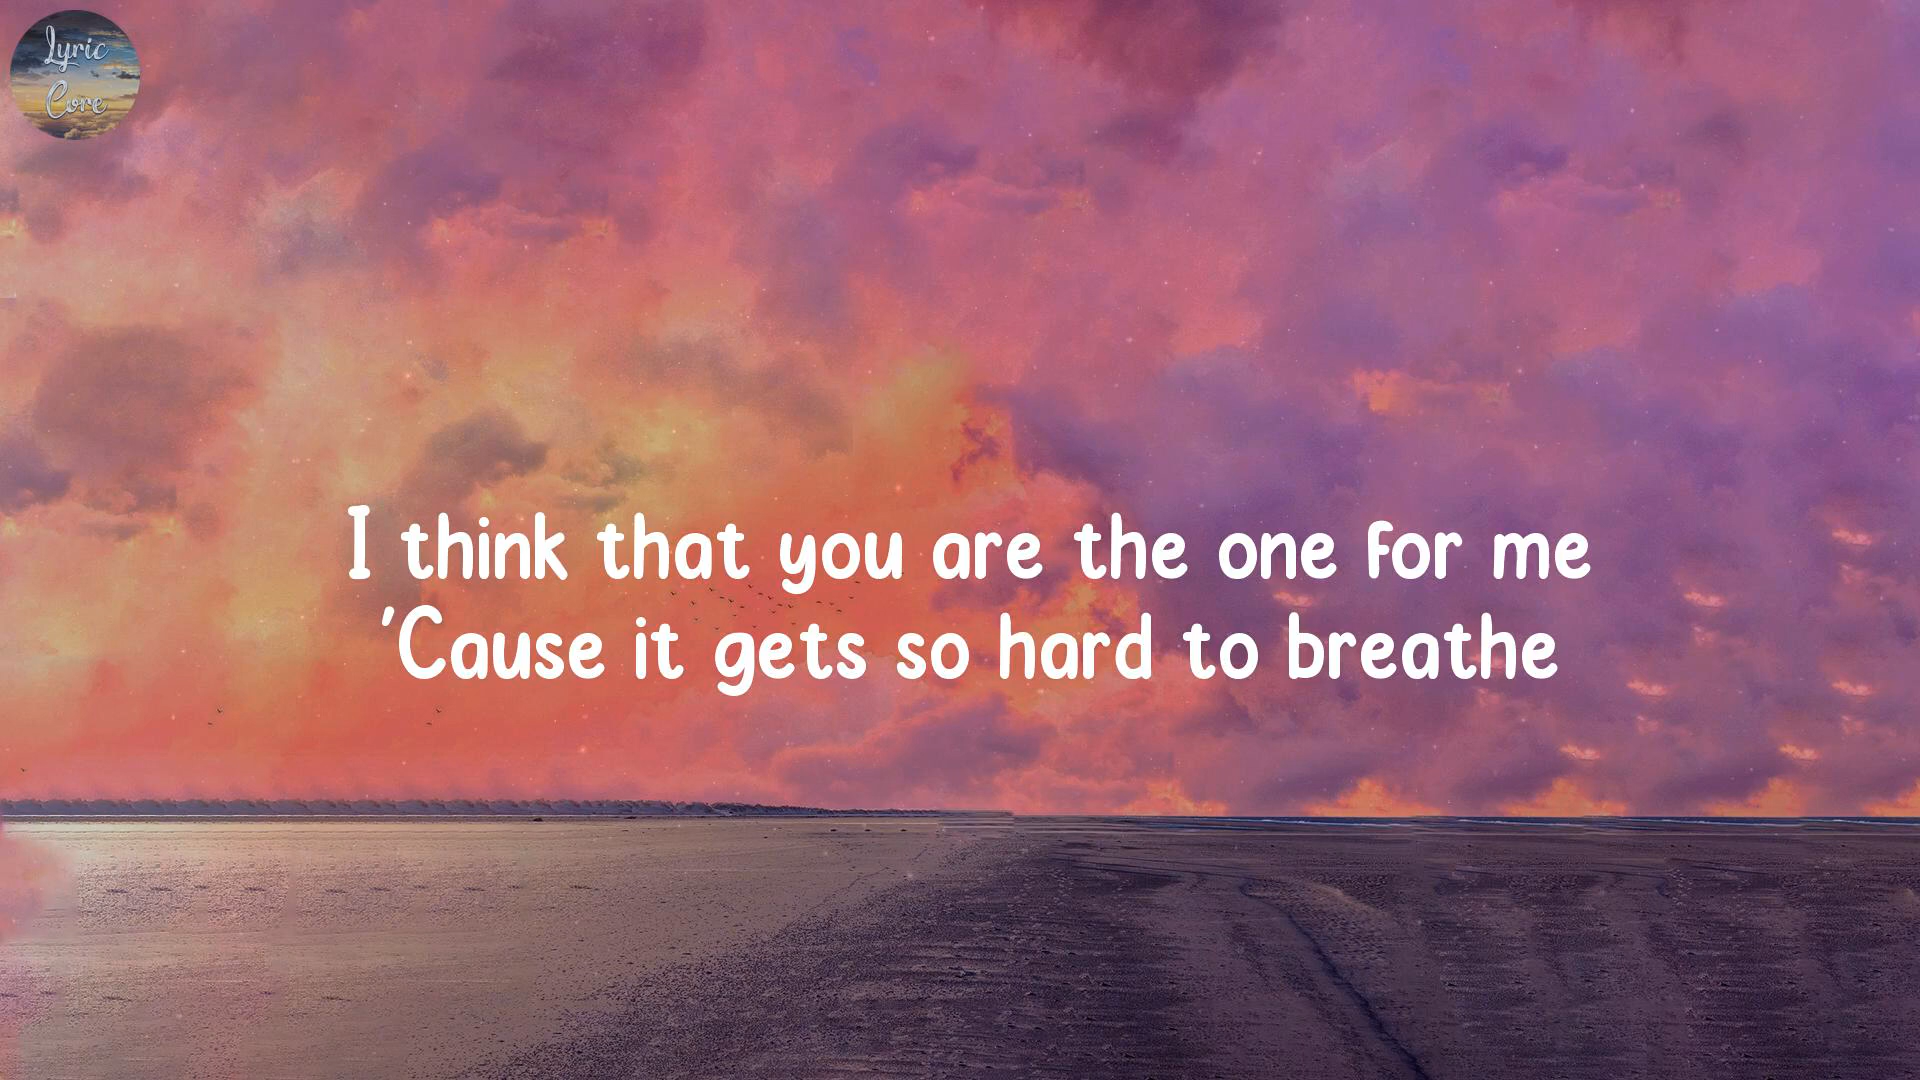 Lyric
Core
I think that you are the one for me
'Cause it gets so hard to breathe